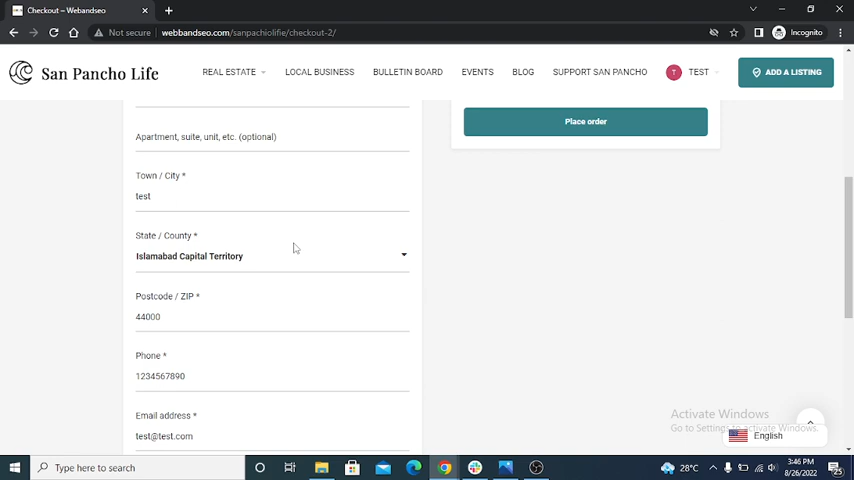 Checkout – Webandseo
Not secure webandseo.com/sanpachiolifie/checkout-2/
Incognito
San Pancho Life
REAL ESTATE
LOCAL BUSINESS
BULLETIN BOARD
EVENTS
BLOG
SUPPORT SAN PANCHO
T
TEST
ADD A LISTING
Apartment, suite, unit, etc. (optional)
Place order
Town / City *
test
State / County *
Islamabad Capital Territory
Postcode / ZIP *
44000
Phone *
1234567890
Email address *
test@test.com
Activate Windows
Go to Settings to activate Windows.
English
Type here to search
28°C
3:46 PM
8/26/2022
25